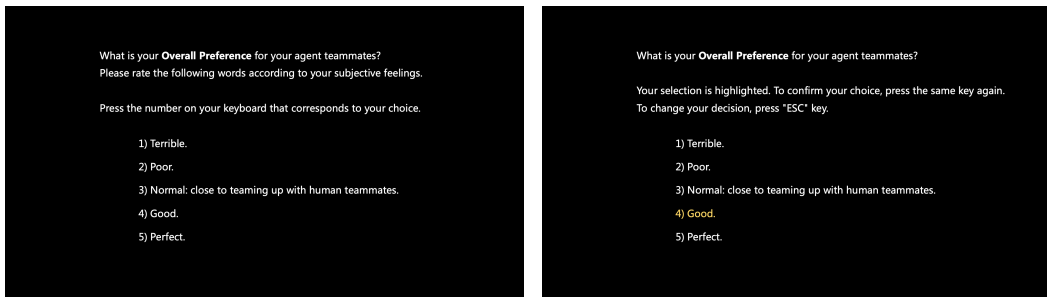 What is your Overall Preference for your agent teammates?
Please rate the following words according to your subjective feelings.
Press the number on your keyboard that corresponds to your choice.
1) Terrible.
2) Poor.
3) Normal: close to teaming up with human teammates.
4) Good.
5) Perfect.
What is your Overall Preference for your agent teammates?
Your selection is highlighted. To confirm your choice, press the same key again.
To change your decision, press "ESC" key.
1) Terrible.
2) Poor.
3) Normal: close to teaming up with human teammates.
4) Good.
5) Perfect.